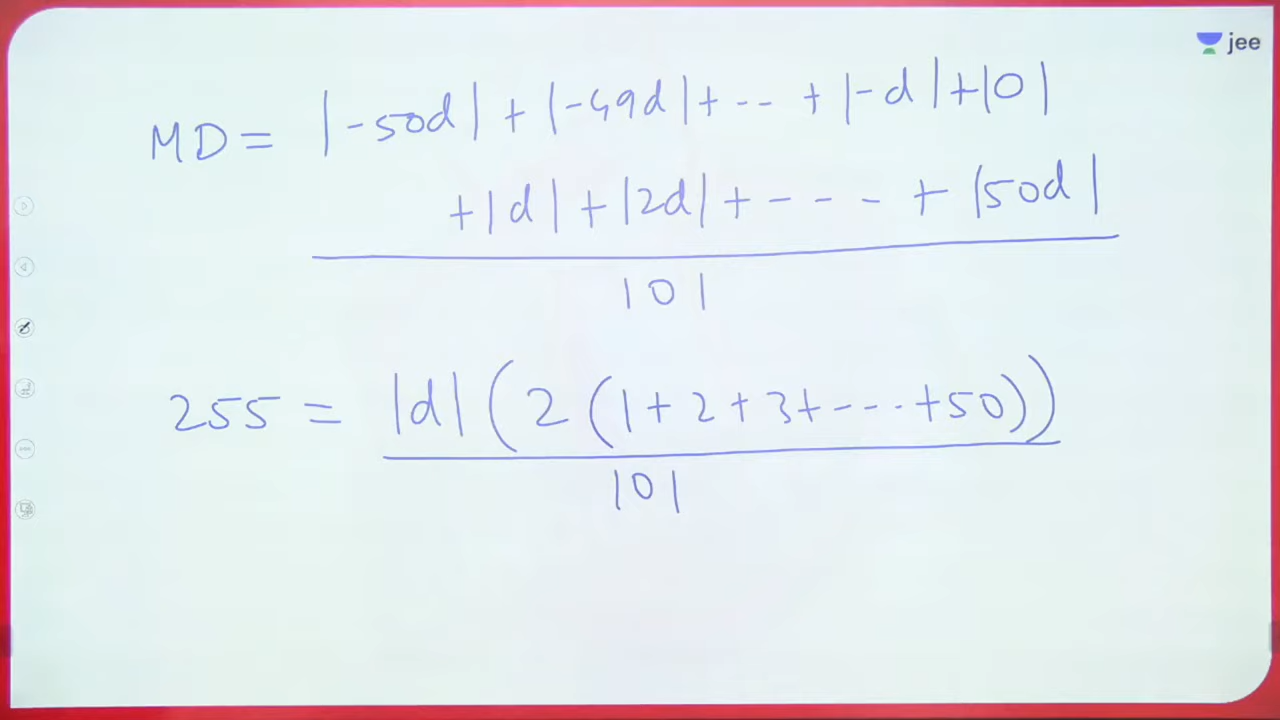 jee
MD = |-50d| + |-49d| + -- + |-d| + |0|
+ |d| + |2d| + - - - - + |50d|
101
255 = |d| (2 (1 + 2 + 3 + - - - .. + 50))
101